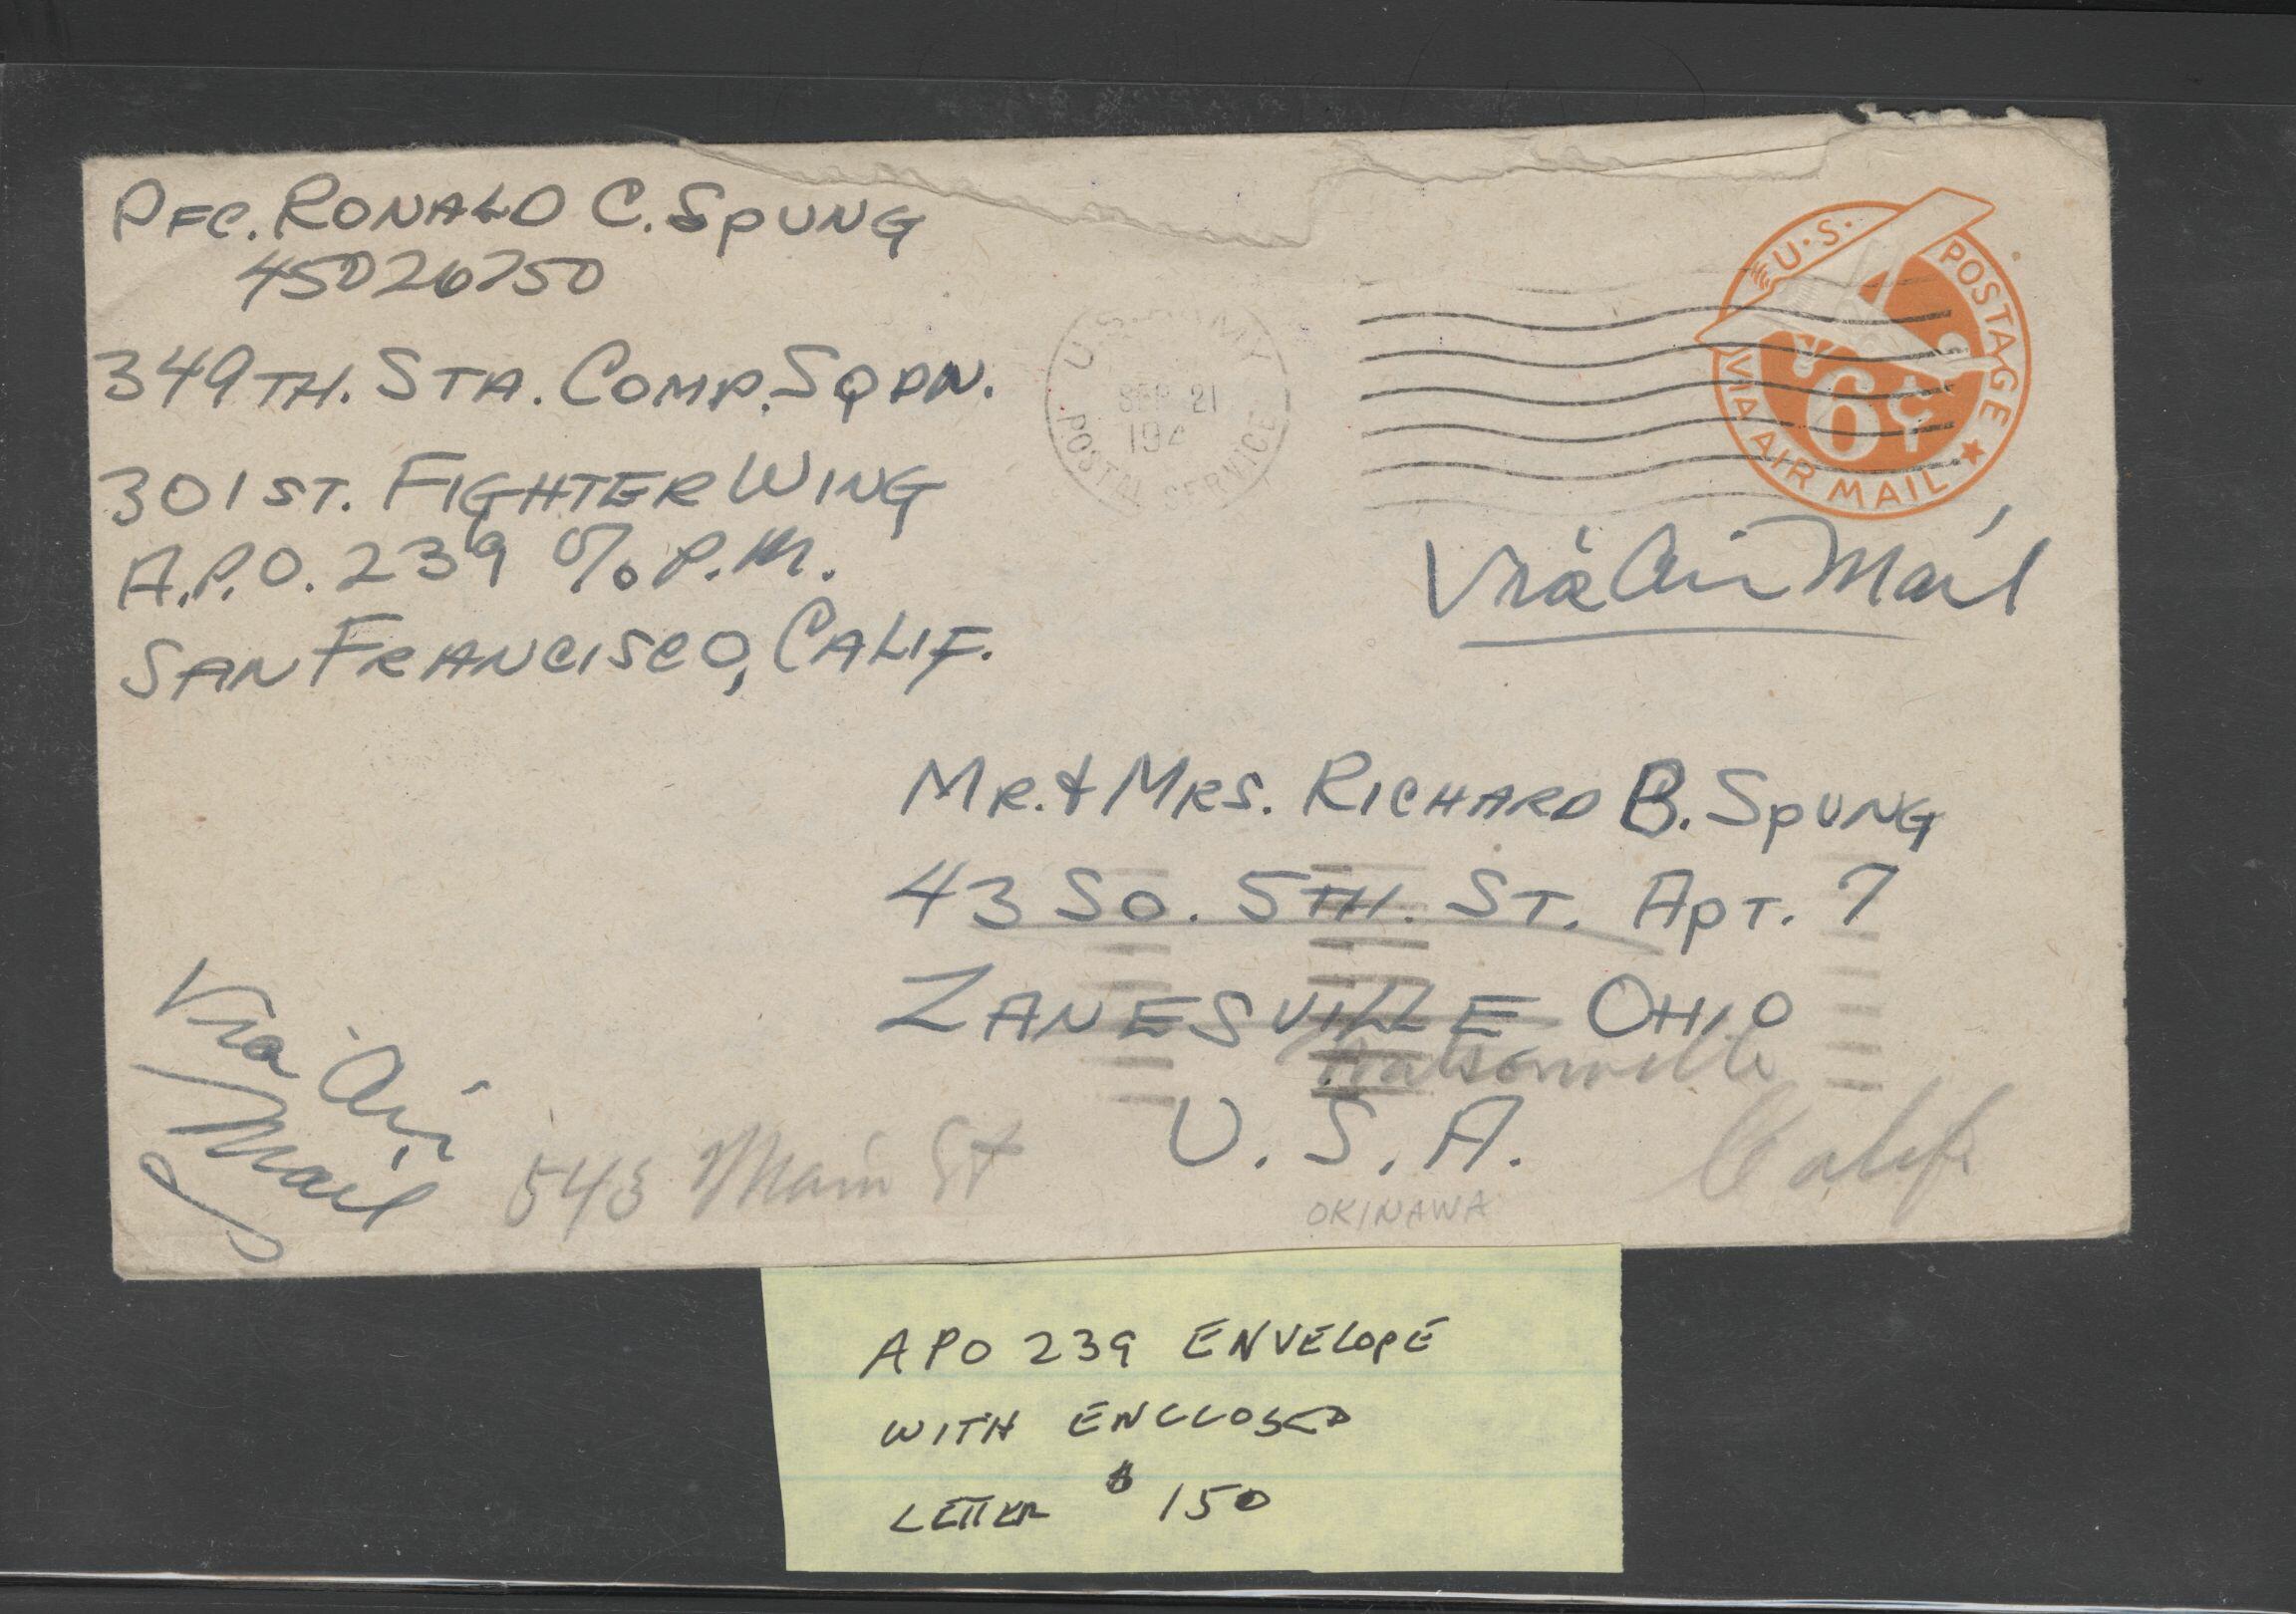 PFC. RONALD C. SPUNG
45026750
349TH. STA. COMP. SQDN.
301ST. FIGHTER WING
A.P.O. 239 % P.M.
SAN FRANCISCO, CALIF.
U.S. ARMY
SEP 21
194
POSTAL SERVICE
U.S. POSTAGE
6¢
VIA AIR MAIL
Via Air Mail
MR. & MRS. RICHARD B. SPUNG
43 SO. 5TH. ST. APT. 7
ZANESVILLE OHIO
Watsonville
U.S.A.
Calif.
Via Air
Mail
543 Main St
OKINAWA
APO 239 ENVELOPE
WITH ENCLOSED
LETTER $150